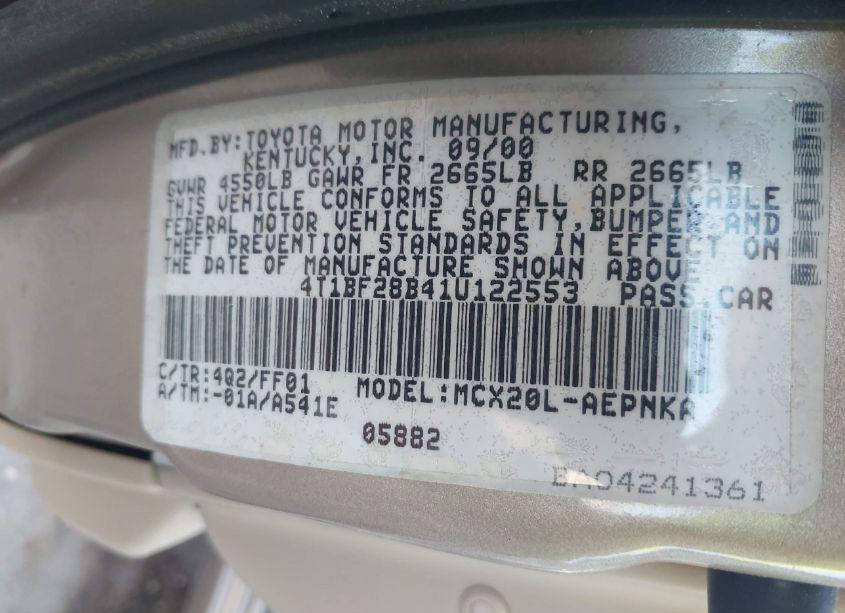 MFD.BY:TOYOTA MOTOR MANUFACTURING,
KENTUCKY,INC. 09/00
GVWR 4550LB GAWR FR 2665LB RR 2665LB
THIS VEHICLE CONFORMS TO ALL APPLICABLE
FEDERAL MOTOR VEHICLE SAFETY,BUMPER AND
THEFT PREVENTION STANDARDS IN EFFECT ON
THE DATE OF MANUFACTURE SHOWN ABOVE
4T1BF28B41U122553 PASS.CAR
C/TR:4Q2/FF01 MODEL:MCX20L-AEPNKA
A/TM:-01A/A541E
05882
BA04241361